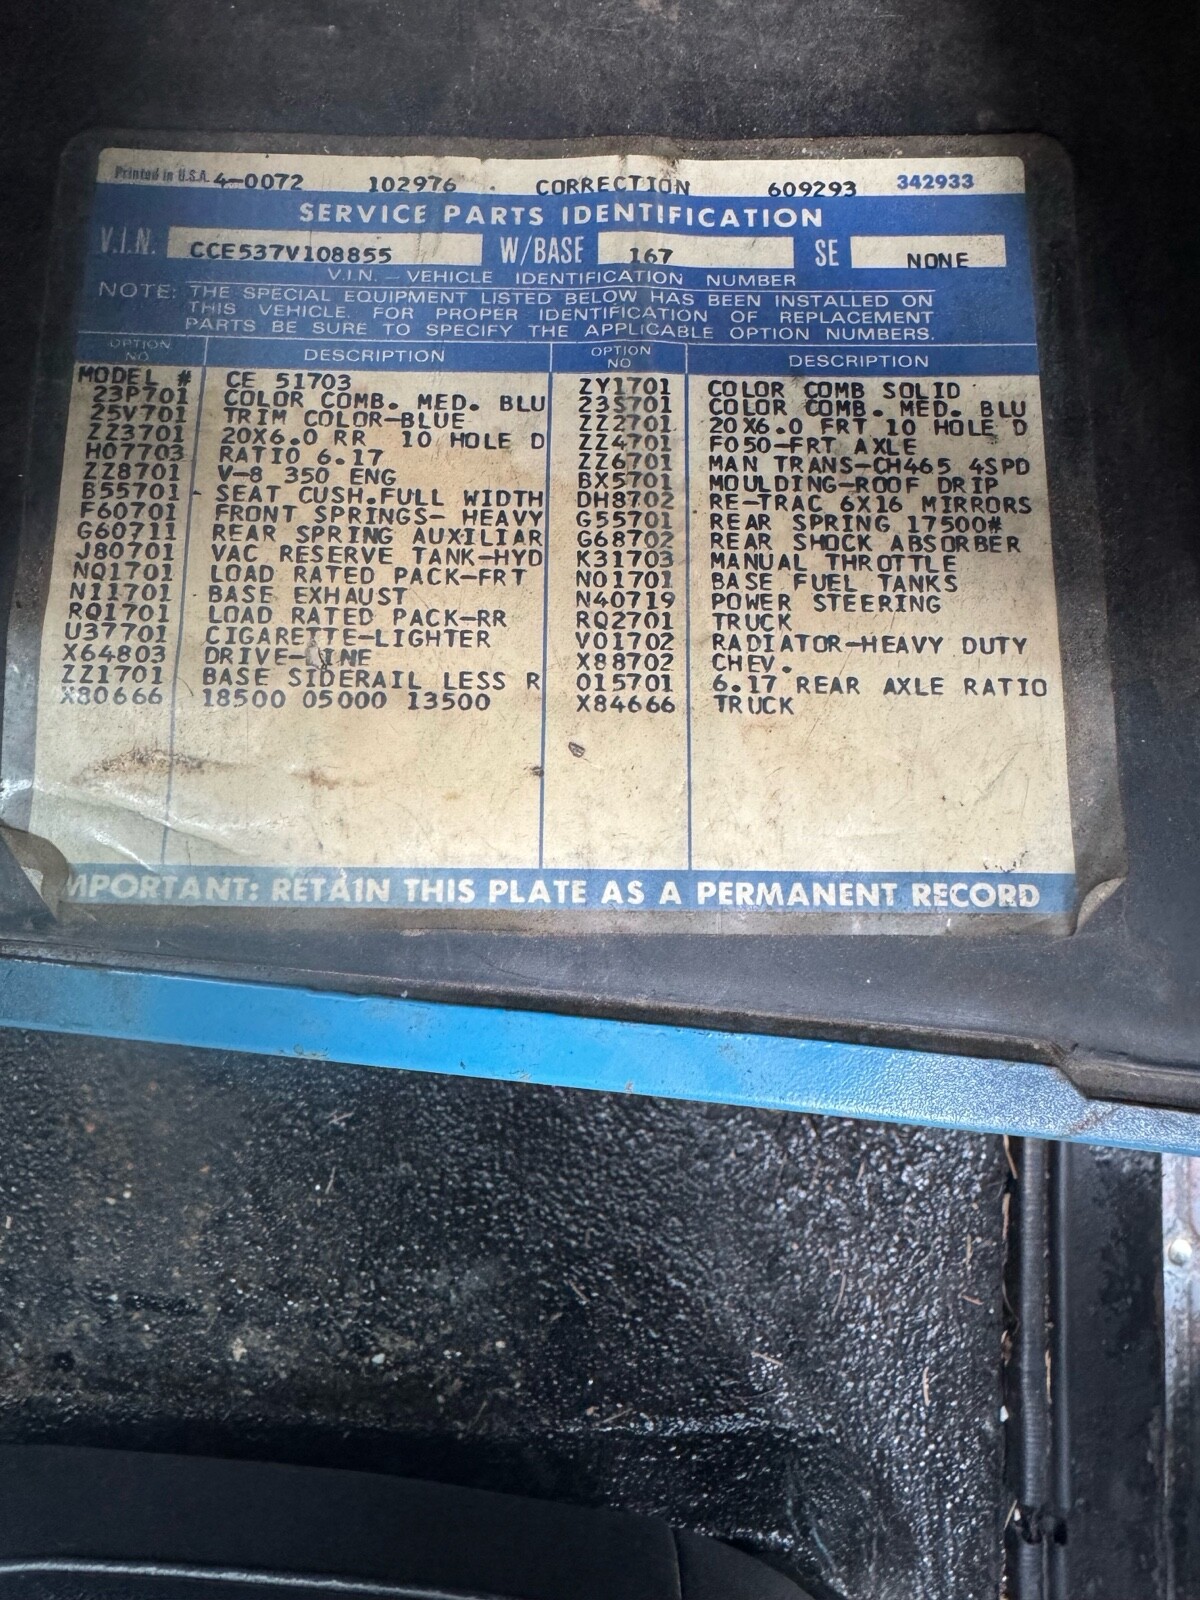 Printed in U.S.A. 4-0072 102976 . CORRECTION 609293 342933
SERVICE PARTS IDENTIFICATION
V.I.N. CCE537V108855 W/BASE 167 SE NONE
V.I.N. - VEHICLE IDENTIFICATION NUMBER
NOTE: THE SPECIAL EQUIPMENT LISTED BELOW HAS BEEN INSTALLED ON
THIS VEHICLE. FOR PROPER IDENTIFICATION OF REPLACEMENT
PARTS BE SURE TO SPECIFY THE APPLICABLE OPTION NUMBERS.
OPTION NO DESCRIPTION OPTION NO DESCRIPTION
MODEL # CE 51703 ZY1701 COLOR COMB SOLID
23P701 COLOR COMB. MED. BLU 23S701 COLOR COMB. MED. BLU
25V701 TRIM COLOR-BLUE ZZ2701 20X6.0 FRT 10 HOLE D
ZZ3701 20X6.0 RR 10 HOLE D ZZ4701 F050-FRT AXLE
H07703 RATIO 6.17 ZZ6701 MAN TRANS-CH465 4SPD
ZZ8701 V-8 350 ENG BX5701 MOULDING-ROOF DRIP
B55701 SEAT CUSH.FULL WIDTH DH8702 RE-TRAC 6X16 MIRRORS
F60701 FRONT SPRINGS- HEAVY G55701 REAR SPRING 17500#
G60711 REAR SPRING AUXILIAR G68702 REAR SHOCK ABSORBER
J80701 VAC RESERVE TANK-HYD K31703 MANUAL THROTTLE
NQ1701 LOAD RATED PACK-FRT N01701 BASE FUEL TANKS
N11701 BASE EXHAUST N40719 POWER STEERING
RQ1701 LOAD RATED PACK-RR RQ2701 TRUCK
U37701 CIGARETTE-LIGHTER V01702 RADIATOR-HEAVY DUTY
X64803 DRIVE-LINE X88702 CHEV.
ZZ1701 BASE SIDERAIL LESS R 015701 6.17 REAR AXLE RATIO
X80666 18500 05000 13500 X84666 TRUCK
IMPORTANT: RETAIN THIS PLATE AS A PERMANENT RECORD